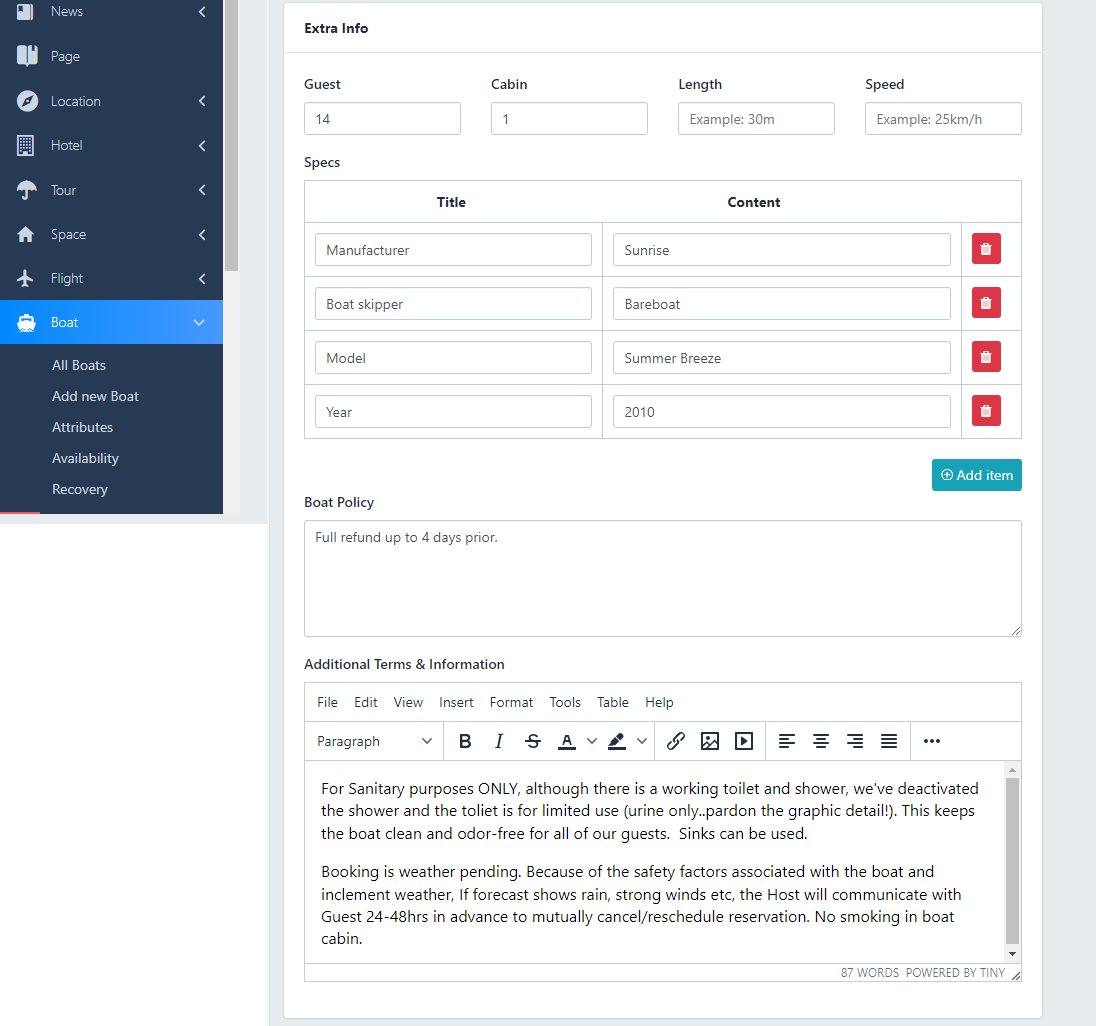 News
Page
Location
Hotel
Tour
Space
Flight
Boat
All Boats
Add new Boat
Attributes
Availability
Recovery
Extra Info
Guest Cabin Length Speed
14 1 Example: 30m Example: 25km/h
Specs
Title Content
Manufacturer Sunrise
Boat skipper Bareboat
Model Summer Breeze
Year 2010
Add item
Boat Policy
Full refund up to 4 days prior.
Additional Terms & Information
File Edit View Insert Format Tools Table Help
Paragraph B I S A
For Sanitary purposes ONLY, although there is a working toilet and shower, we've deactivated
the shower and the toliet is for limited use (urine only..pardon the graphic detail!). This keeps
the boat clean and odor-free for all of our guests.  Sinks can be used.
Booking is weather pending. Because of the safety factors associated with the boat and
inclement weather, If forecast shows rain, strong winds etc, the Host will communicate with
Guest 24-48hrs in advance to mutually cancel/reschedule reservation. No smoking in boat
cabin.
87 WORDS POWERED BY TINY